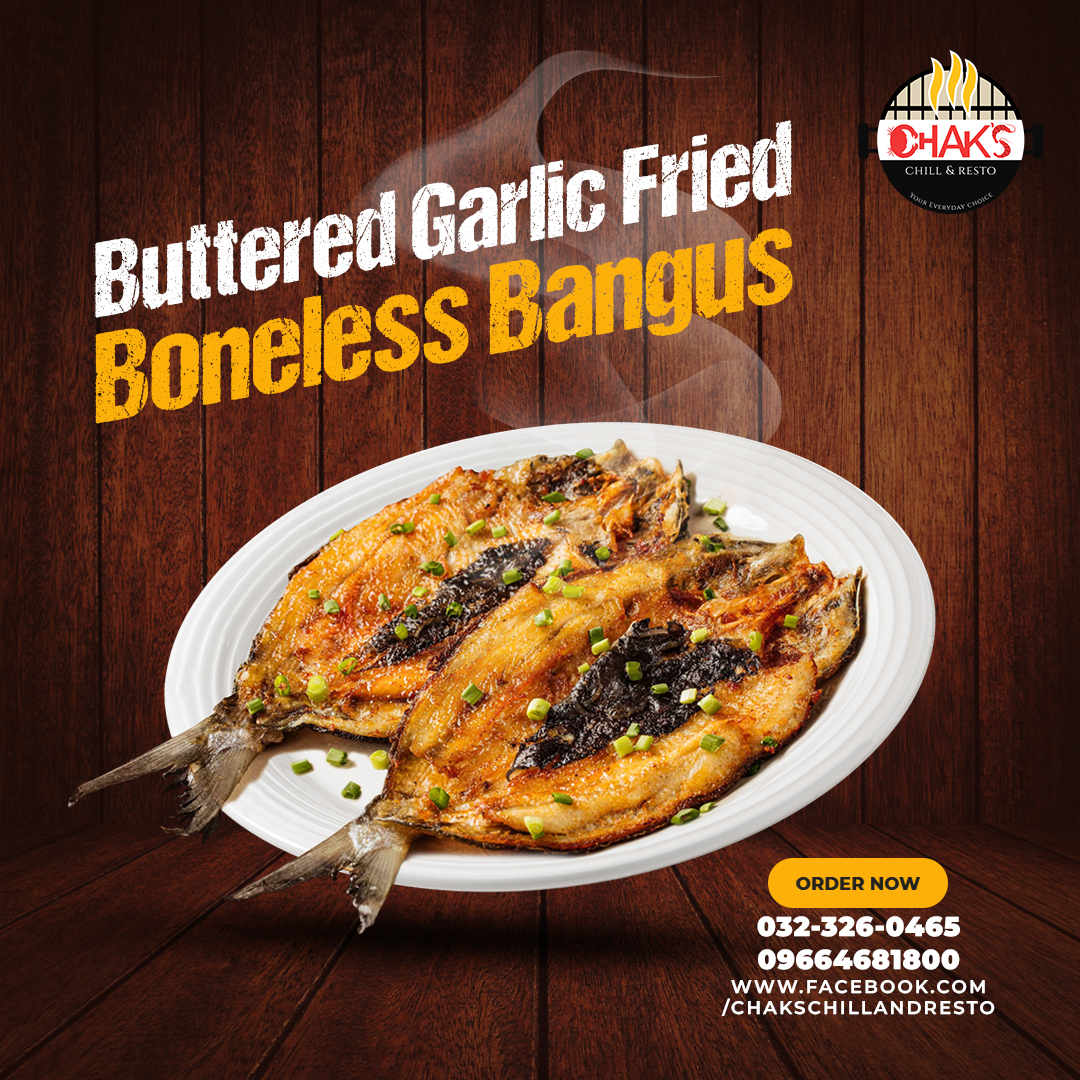 Buttered Garlic Fried
Boneless Bangus
CHAK'S
CHILL & RESTO
YOUR EVERYDAY CHOICE
ORDER NOW
032-326-0465
09664681800
WWW.FACEBOOK.COM
/CHAKSCHILLANDRESTO